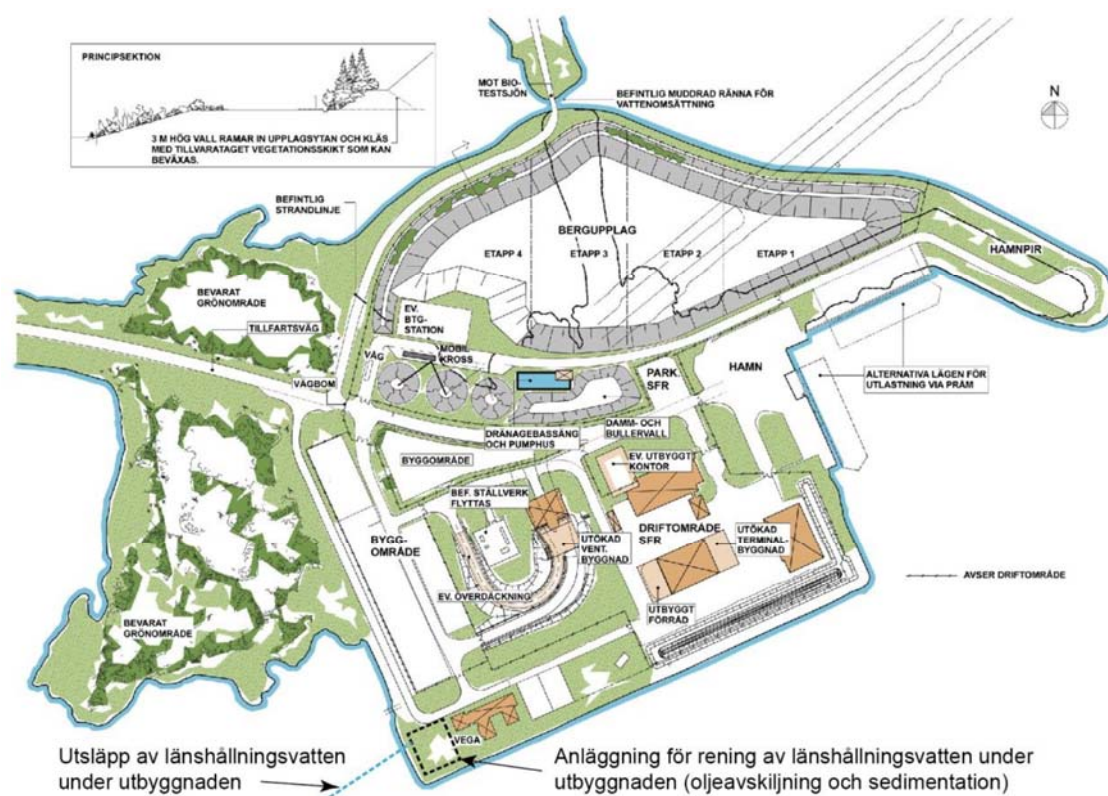 PRINCIPSEKTION
3 M HÖG VALL RAMAR IN UPPLAGSYTAN OCH KLÄS
MED TILLVARATAGET VEGETATIONSSKIKT SOM KAN
BEVÄXAS.
MOT BIO-
TESTSJÖN
BEFINTLIG MUDDRAD RÄNNA FÖR
VATTENOMSÄTTNING
N
BEFINTLIG
STRANDLINJE
BERGUPPLAG
ETAPP 4
ETAPP 3
ETAPP 2
ETAPP 1
HAMNPIR
BEVARAT
GRÖNOMRÅDE
TILLFARTSVÄG
EV.
BTG-
STATION
MOBIL
KROSS
VÄG
VÄGBOM
PARK.
SFR
HAMN
ALTERNATIVA LÄGEN FÖR
UTLASTNING VIA PRÅM
DRÄNAGEBASSÄNG
OCH PUMPHUS
DAMM- OCH
BULLERVALL
BYGGOMRÅDE
EV. UTBYGGT
KONTOR
BEF. STÄLLVERK
FLYTTAS
BYGG-
OMRÅDE
UTÖKAD
VENT.
BYGGNAD
DRIFTOMRÅDE
SFR
UTÖKAD
TERMINAL-
BYGGNAD
EV. ÖVERDÄCKNING
UTBYGGT
FÖRRÅD
AVSER DRIFTOMRÅDE
BEVARAT
GRÖNOMRÅDE
VEGA
Utsläpp av länshållningsvatten
under utbyggnaden
Anläggning för rening av länshållningsvatten under
utbyggnaden (oljeavskiljning och sedimentation)